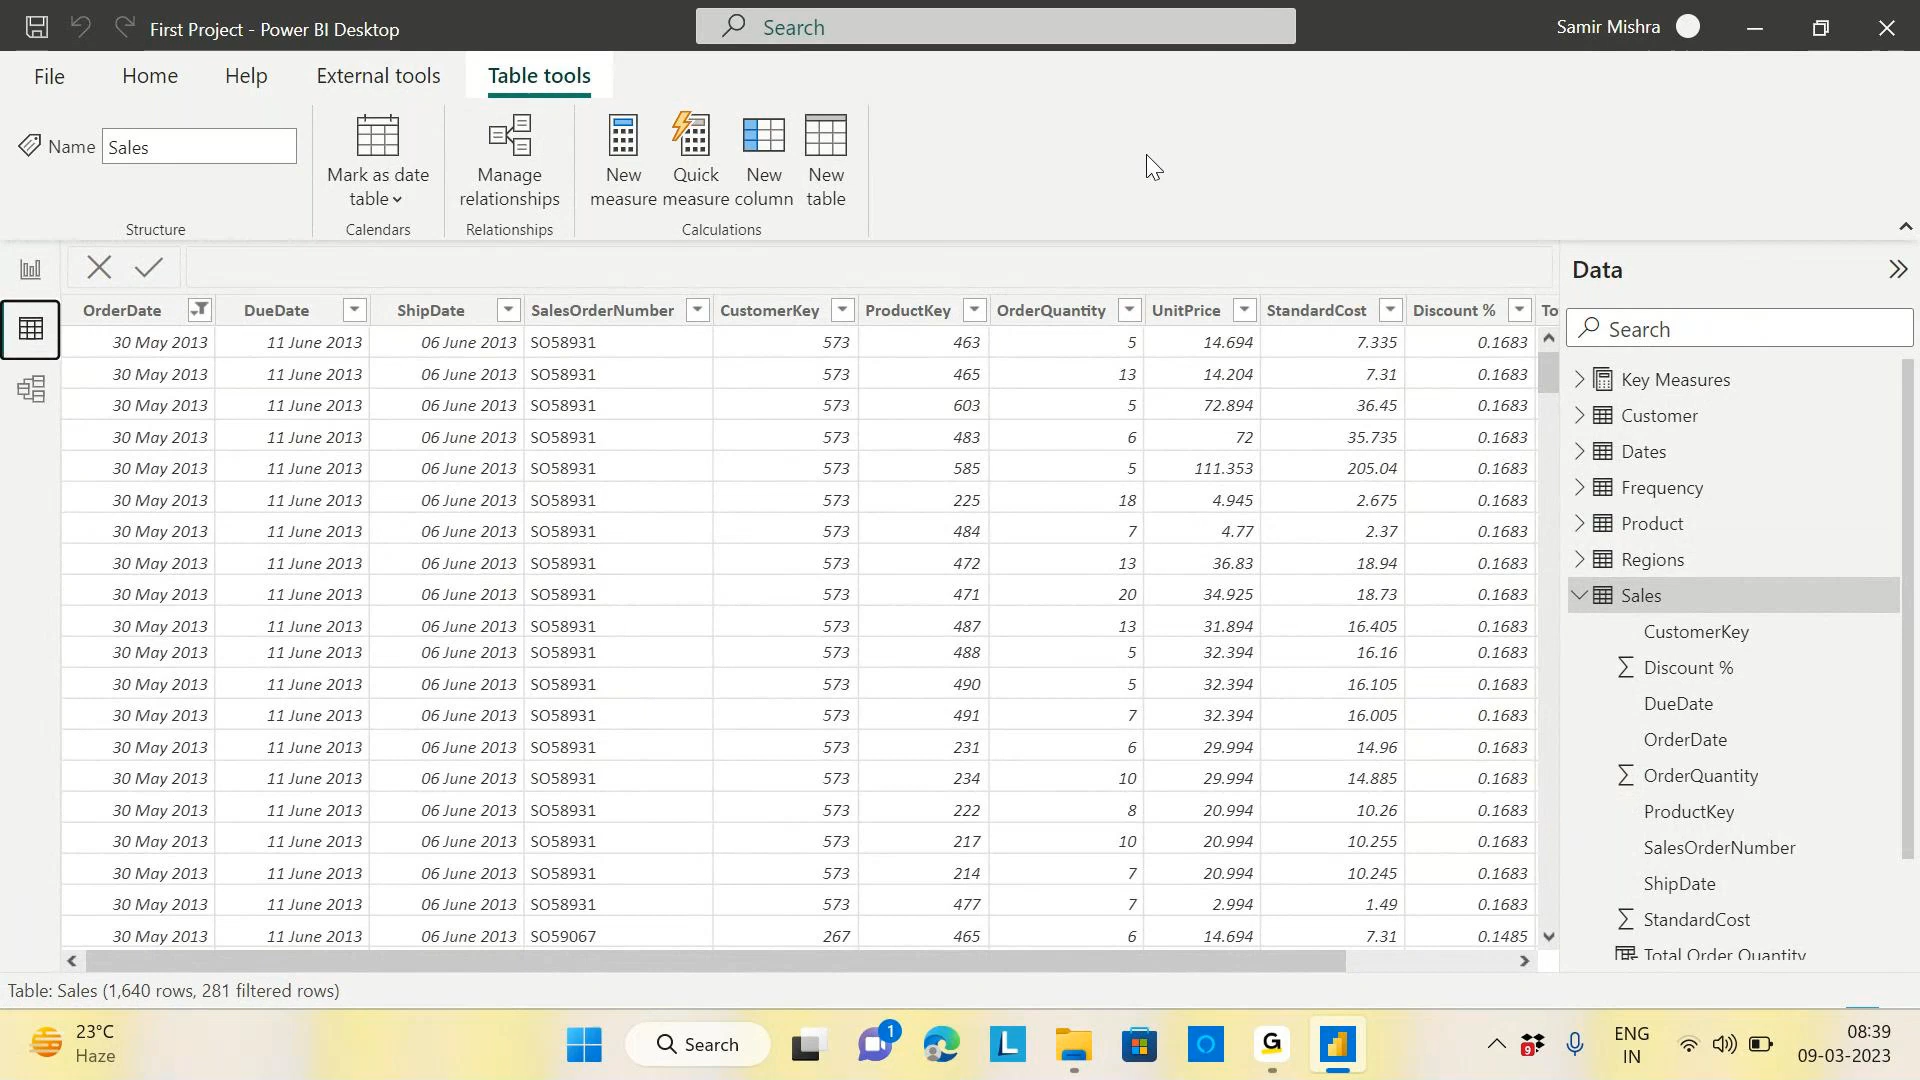 First Project - Power BI Desktop
Search
Samir Mishra
File Home Help External tools Table tools
Name Sales
Mark as date table
Manage relationships
New measure
Quick measure
New column
New table
Structure Calendars Relationships Calculations
Data
Search
OrderDate DueDate ShipDate SalesOrderNumber CustomerKey ProductKey OrderQuantity UnitPrice StandardCost Discount % To
30 May 2013 11 June 2013 06 June 2013 SO58931 573 463 5 14.694 7.335 0.1683
30 May 2013 11 June 2013 06 June 2013 SO58931 573 465 13 14.204 7.31 0.1683
30 May 2013 11 June 2013 06 June 2013 SO58931 573 603 5 72.894 36.45 0.1683
30 May 2013 11 June 2013 06 June 2013 SO58931 573 483 6 72 35.735 0.1683
30 May 2013 11 June 2013 06 June 2013 SO58931 573 585 5 111.353 205.04 0.1683
30 May 2013 11 June 2013 06 June 2013 SO58931 573 225 18 4.945 2.675 0.1683
30 May 2013 11 June 2013 06 June 2013 SO58931 573 484 7 4.77 2.37 0.1683
30 May 2013 11 June 2013 06 June 2013 SO58931 573 472 13 36.83 18.94 0.1683
30 May 2013 11 June 2013 06 June 2013 SO58931 573 471 20 34.925 18.73 0.1683
30 May 2013 11 June 2013 06 June 2013 SO58931 573 487 13 31.894 16.405 0.1683
30 May 2013 11 June 2013 06 June 2013 SO58931 573 488 5 32.394 16.16 0.1683
30 May 2013 11 June 2013 06 June 2013 SO58931 573 490 5 32.394 16.105 0.1683
30 May 2013 11 June 2013 06 June 2013 SO58931 573 491 7 32.394 16.005 0.1683
30 May 2013 11 June 2013 06 June 2013 SO58931 573 231 6 29.994 14.96 0.1683
30 May 2013 11 June 2013 06 June 2013 SO58931 573 234 10 29.994 14.885 0.1683
30 May 2013 11 June 2013 06 June 2013 SO58931 573 222 8 20.994 10.26 0.1683
30 May 2013 11 June 2013 06 June 2013 SO58931 573 217 10 20.994 10.255 0.1683
30 May 2013 11 June 2013 06 June 2013 SO58931 573 214 7 20.994 10.245 0.1683
30 May 2013 11 June 2013 06 June 2013 SO58931 573 477 7 2.994 1.49 0.1683
30 May 2013 11 June 2013 06 June 2013 SO59067 267 465 6 14.694 7.31 0.1485
Key Measures
Customer
Dates
Frequency
Product
Regions
Sales
CustomerKey
Discount %
DueDate
OrderDate
OrderQuantity
ProductKey
SalesOrderNumber
ShipDate
StandardCost
Total Order Quantity
Table: Sales (1,640 rows, 281 filtered rows)
23°C
Haze
Search
1
L
G
9
ENG
IN
08:39
09-03-2023